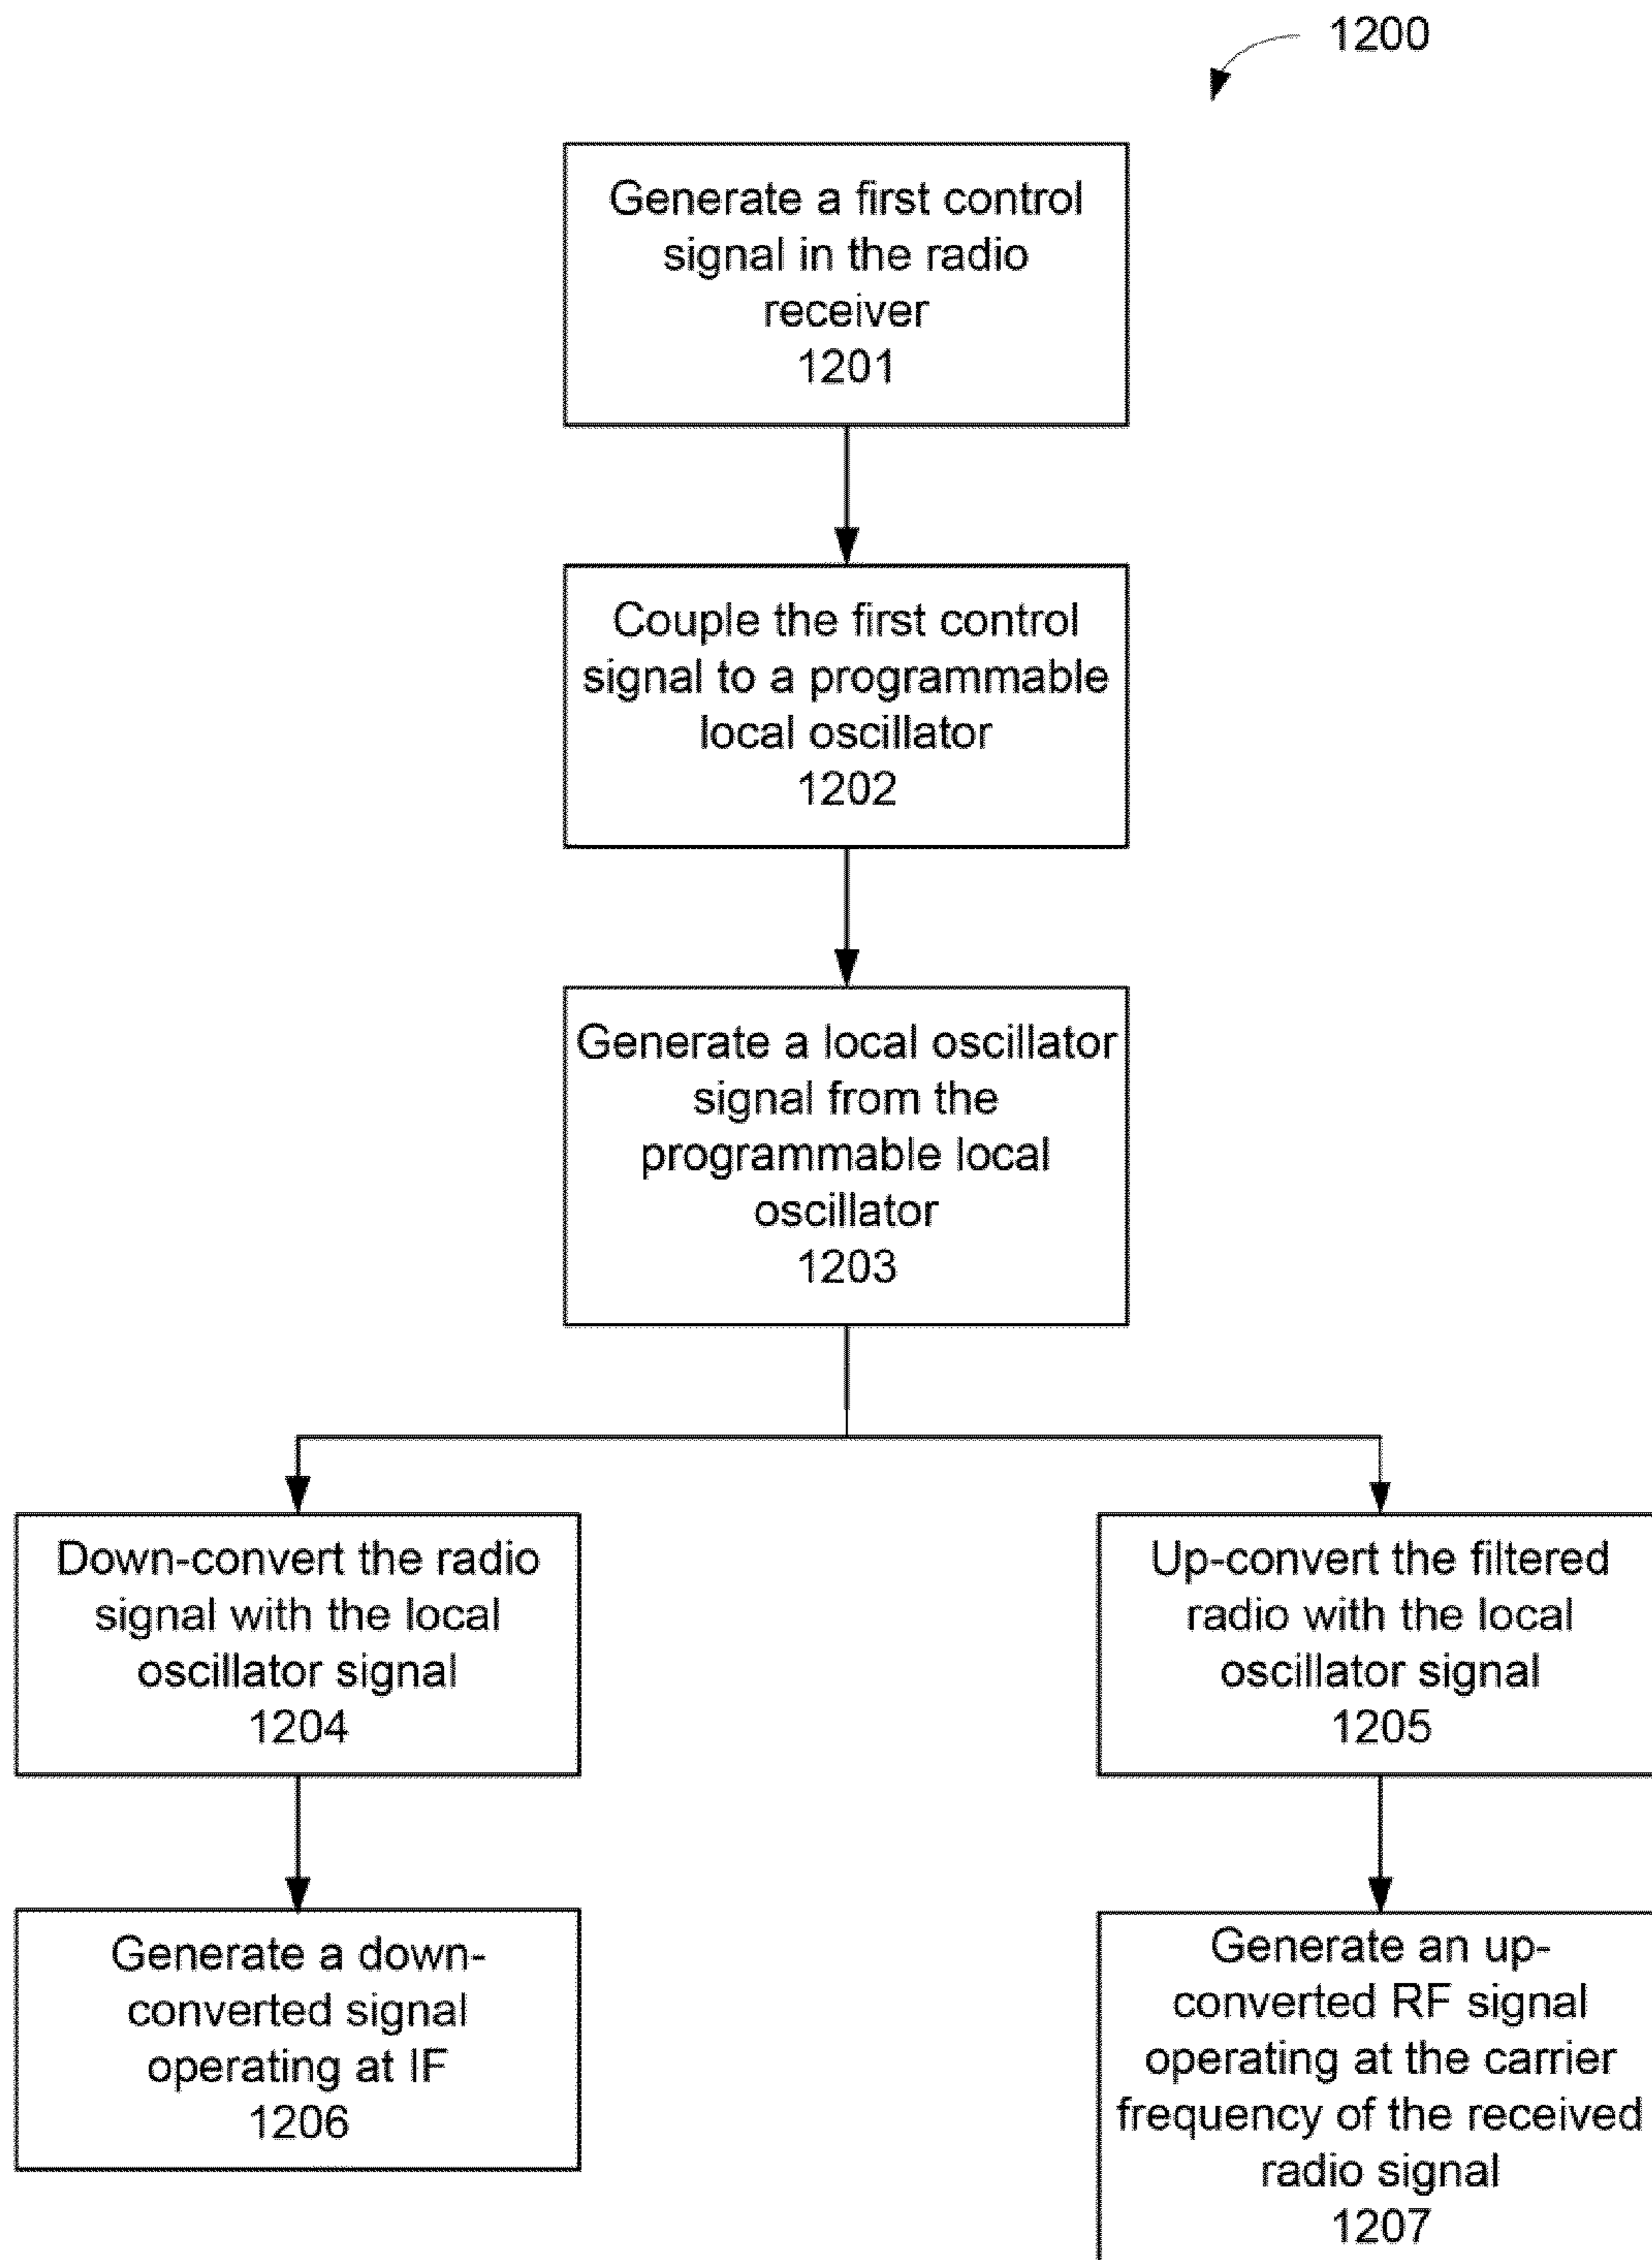 1200
Generate a first control
signal in the radio
receiver
1201
Couple the first control
signal to a programmable
local oscillator
1202
Generate a local oscillator
signal from the
programmable local
oscillator
1203
Down-convert the radio
signal with the local
oscillator signal
1204
Up-convert the filtered
radio with the local
oscillator signal
1205
Generate a down-
converted signal
operating at IF
1206
Generate an up-
converted RF signal
operating at the carrier
frequency of the received
radio signal
1207